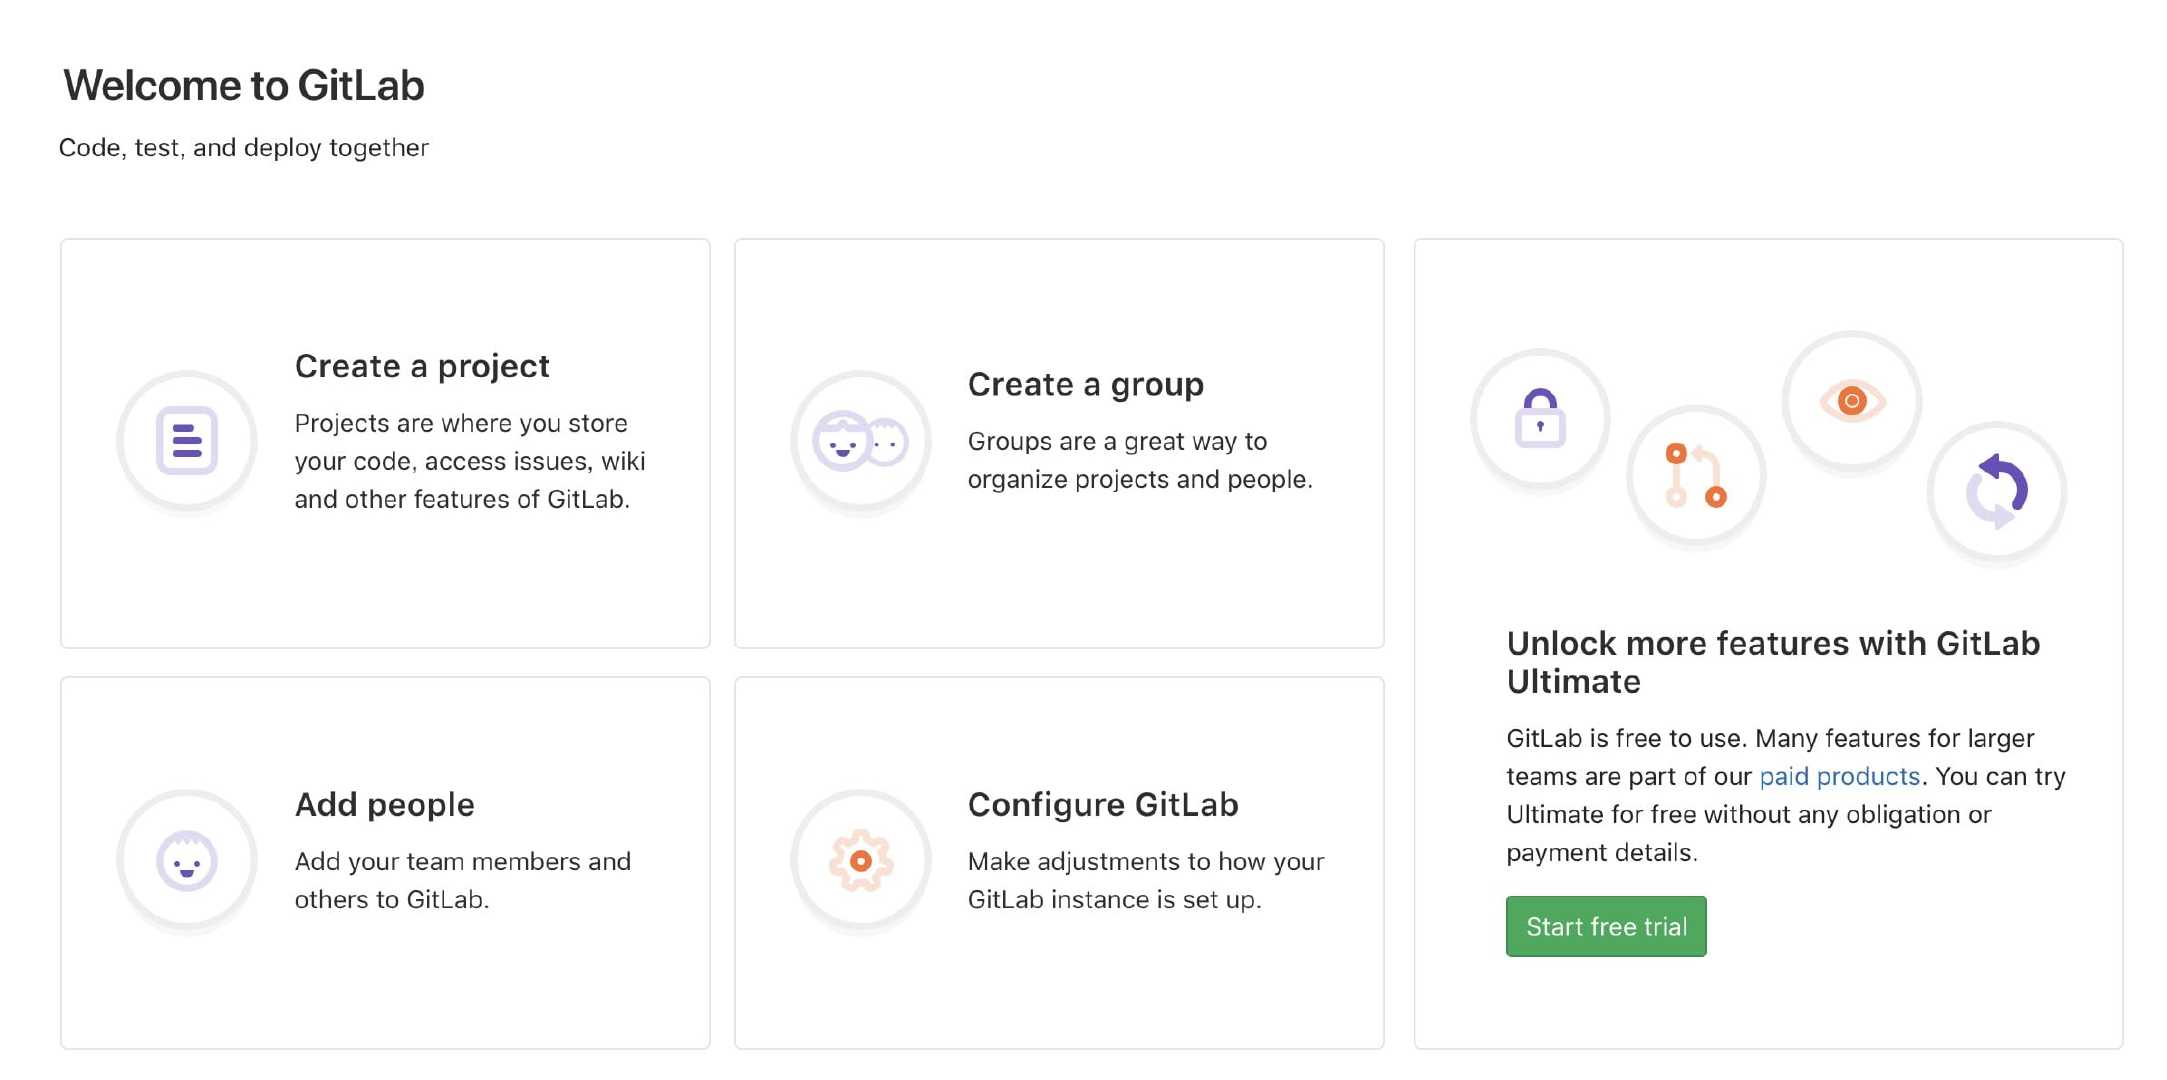 Welcome to GitLab
Code, test, and deploy together
Create a project
Projects are where you store
your code, access issues, wiki
and other features of GitLab.
Create a group
Groups are a great way to
organize projects and people.
Add people
Add your team members and
others to GitLab.
Configure GitLab
Make adjustments to how your
GitLab instance is set up.
Unlock more features with GitLab
Ultimate
GitLab is free to use. Many features for larger
teams are part of our paid products. You can try
Ultimate for free without any obligation or
payment details.
Start free trial